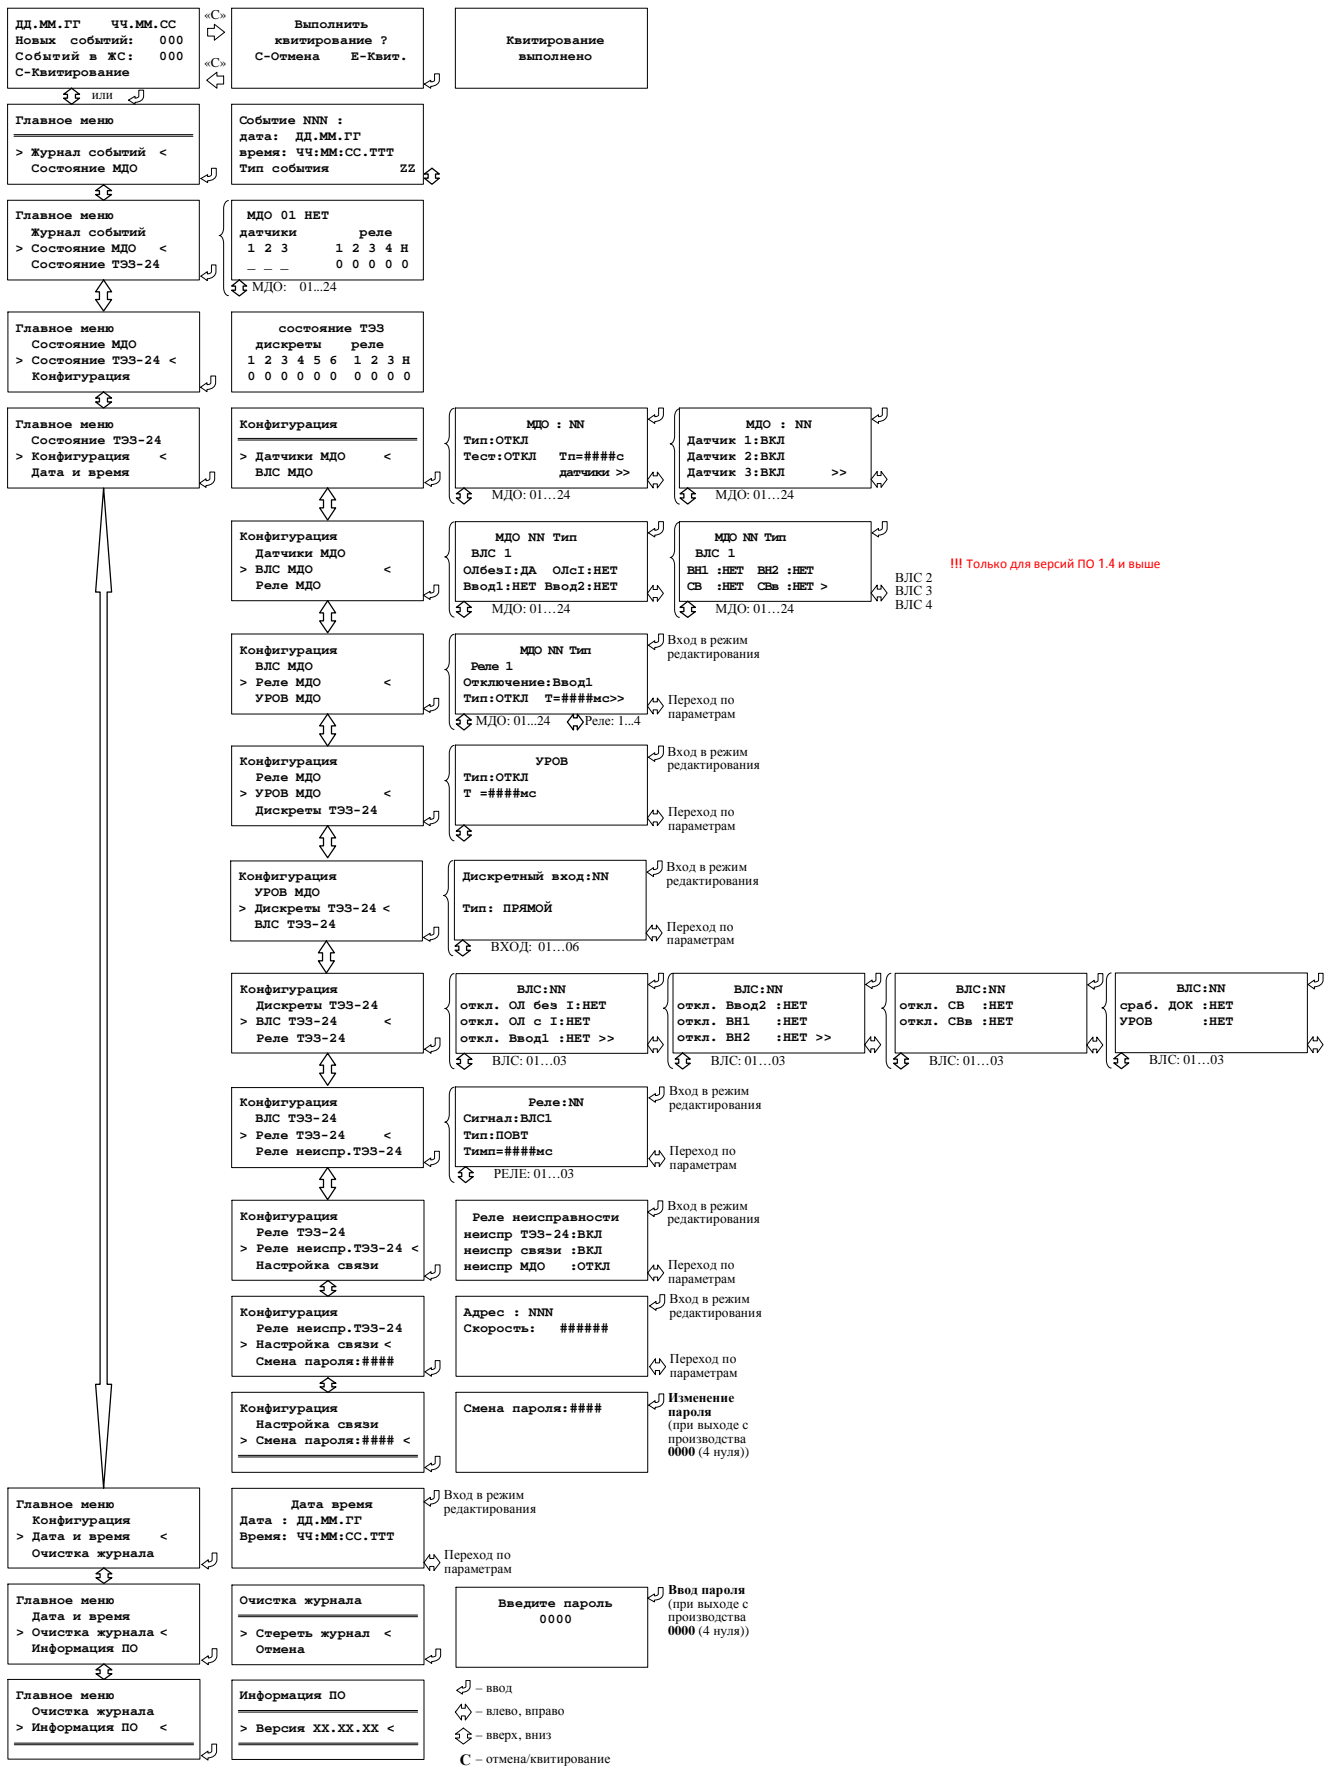 ДД.ММ.ГГ ЧЧ.ММ.СС
Новых событий: 000
Событий в ЖС: 000
С-Квитирование
«С»
«С»
Выполнить
квитирование ?
С-Отмена Е-Квит.
Квитирование
выполнено
или
Главное меню
> Журнал событий <
Состояние МДО
Событие NNN :
дата: ДД.ММ.ГГ
время: ЧЧ:ММ:СС.ТТТ
Тип события ZZ
Главное меню
Журнал событий
> Состояние МДО <
Состояние ТЭЗ-24
МДО 01 НЕТ
датчики реле
1 2 3 1 2 3 4 Н
_ _ _ 0 0 0 0 0
МДО: 01...24
Главное меню
Состояние МДО
> Состояние ТЭЗ-24 <
Конфигурация
состояние ТЭЗ
дискреты реле
1 2 3 4 5 6 1 2 3 Н
0 0 0 0 0 0 0 0 0 0
Главное меню
Состояние ТЭЗ-24
> Конфигурация <
Дата и время
Конфигурация
> Датчики МДО <
ВЛС МДО
МДО : NN
Тип:ОТКЛ
Тест:ОТКЛ Тп=####с
датчики >>
МДО: 01…24
МДО : NN
Датчик 1:ВКЛ
Датчик 2:ВКЛ
Датчик 3:ВКЛ >>
МДО: 01…24
Конфигурация
Датчики МДО
> ВЛС МДО <
Реле МДО
МДО NN Тип
ВЛС 1
ОЛбезI:ДА ОЛсI:НЕТ
Ввод1:НЕТ Ввод2:НЕТ
МДО: 01…24
МДО NN Тип
ВЛС 1
ВН1 :НЕТ ВН2 :НЕТ
СВ :НЕТ СВв :НЕТ >
МДО: 01…24
ВЛС 2
ВЛС 3
ВЛС 4
!!! Только для версий ПО 1.4 и выше
Конфигурация
ВЛС МДО
> Реле МДО <
УРОВ МДО
МДО NN Тип
Реле 1
Отключение:Ввод1
Тип:ОТКЛ Т=####мс>>
МДО: 01...24 Реле: 1...4
Вход в режим
редактирования
Переход по
параметрам
Конфигурация
Реле МДО
> УРОВ МДО <
Дискреты ТЭЗ-24
УРОВ
Тип:ОТКЛ
Т =####мс
Вход в режим
редактирования
Переход по
параметрам
Конфигурация
УРОВ МДО
> Дискреты ТЭЗ-24 <
ВЛС ТЭЗ-24
Дискретный вход:NN
Тип: ПРЯМОЙ
ВХОД: 01…06
Вход в режим
редактирования
Переход по
параметрам
Конфигурация
Дискреты ТЭЗ-24
> ВЛС ТЭЗ-24 <
Реле ТЭЗ-24
ВЛС:NN
откл. ОЛ без I:НЕТ
откл. ОЛ с I:НЕТ
откл. Ввод1 :НЕТ >>
ВЛС: 01…03
ВЛС:NN
откл. Ввод2 :НЕТ
откл. ВН1 :НЕТ
откл. ВН2 :НЕТ >>
ВЛС: 01…03
ВЛС:NN
откл. СВ :НЕТ
откл. СВв :НЕТ
ВЛС: 01…03
ВЛС:NN
сраб. ДОК :НЕТ
УРОВ :НЕТ
ВЛС: 01…03
Конфигурация
ВЛС ТЭЗ-24
> Реле ТЭЗ-24 <
Реле неиспр.ТЭЗ-24
Реле:NN
Сигнал:ВЛС1
Тип:ПОВТ
Тимп=####мс
РЕЛЕ: 01…03
Вход в режим
редактирования
Переход по
параметрам
Конфигурация
Реле ТЭЗ-24
> Реле неиспр.ТЭЗ-24 <
Настройка связи
Реле неисправности
неиспр ТЭЗ-24:ВКЛ
неиспр связи :ВКЛ
неиспр МДО :ОТКЛ
Вход в режим
редактирования
Переход по
параметрам
Конфигурация
Реле неиспр.ТЭЗ-24
> Настройка связи <
Смена пароля:####
Адрес : NNN
Скорость: ######
Вход в режим
редактирования
Переход по
параметрам
Конфигурация
Настройка связи
> Смена пароля:#### <
Смена пароля:####
Изменение
пароля
(при выходе с
производства
0000 (4 нуля))
Главное меню
Конфигурация
> Дата и время <
Очистка журнала
Дата время
Дата : ДД.ММ.ГГ
Время: ЧЧ:ММ:СС.ТТТ
Вход в режим
редактирования
Переход по
параметрам
Главное меню
Дата и время
> Очистка журнала <
Информация ПО
Очистка журнала
> Стереть журнал <
Отмена
Введите пароль
0000
Ввод пароля
(при выходе с
производства
0000 (4 нуля))
Главное меню
Очистка журнала
> Информация ПО <
Информация ПО
> Версия XX.XX.XX <
– ввод
– влево, вправо
– вверх, вниз
С – отмена/квитирование